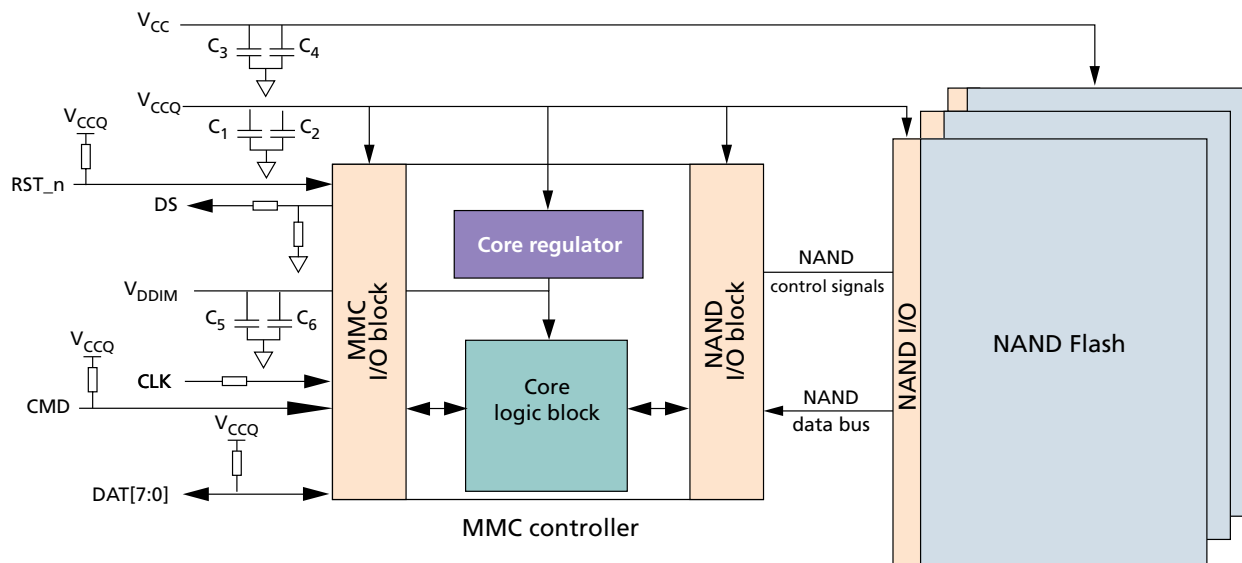 VCC
C3
C4
VCCQ
C1
C2
VCCQ
RST_n
DS
Core regulator
VDDIM
C5
C6
VCCQ
CLK
CMD
VCCQ
DAT[7:0]
MMC
I/O block
Core
logic block
NAND
I/O block
MMC controller
NAND
control signals
NAND
data bus
NAND I/O
NAND Flash